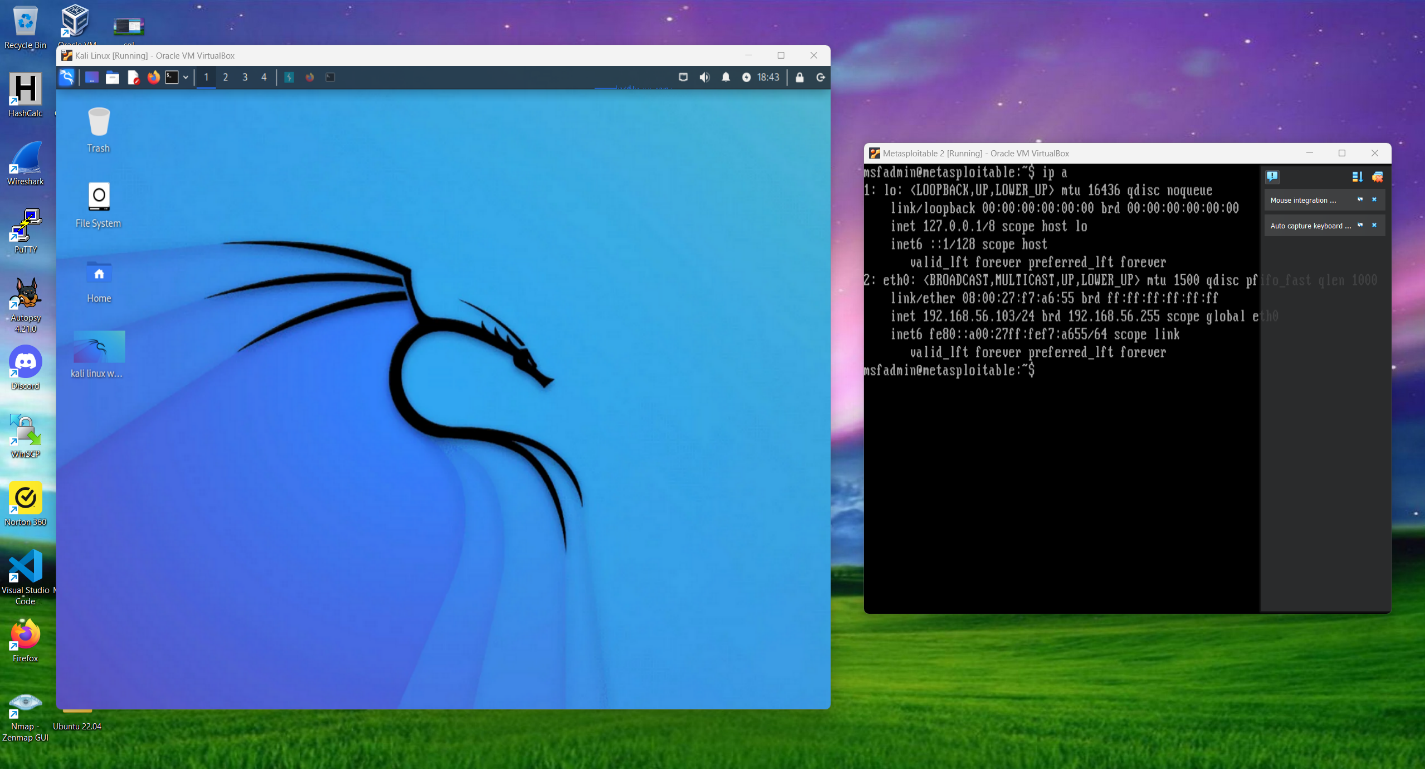 Recycle Bin
Oracle VM
FlashCalc
Wireshark
PuTTY
Autopsy
4.21.0
Discord
WinSCP
Norton 360
Visual Studio
Code
Firefox
Nmap -
Zenmap GUI
Ubuntu 22.04
Kali Linux [Running] - Oracle VM VirtualBox
1 2 3 4
18:43
Trash
File System
Home
kali linux w...
Metasploitable 2 [Running] - Oracle VM VirtualBox
msfadmin@metasploitable:~$ ip a
1: lo: <LOOPBACK,UP,LOWER_UP> mtu 16436 qdisc noqueue
link/loopback 00:00:00:00:00:00 brd 00:00:00:00:00:00
inet 127.0.0.1/8 scope host lo
inet6 ::1/128 scope host
valid_lft forever preferred_lft forever
2: eth0: <BROADCAST,MULTICAST,UP,LOWER_UP> mtu 1500 qdisc pfifo_fast qlen 1000
link/ether 08:00:27:f7:a6:55 brd ff:ff:ff:ff:ff:ff
inet 192.168.56.103/24 brd 192.168.56.255 scope global eth0
inet6 fe80::a00:27ff:fef7:a655/64 scope link
valid_lft forever preferred_lft forever
msfadmin@metasploitable:~$
Mouse integration ...
Auto capture keyboard ...